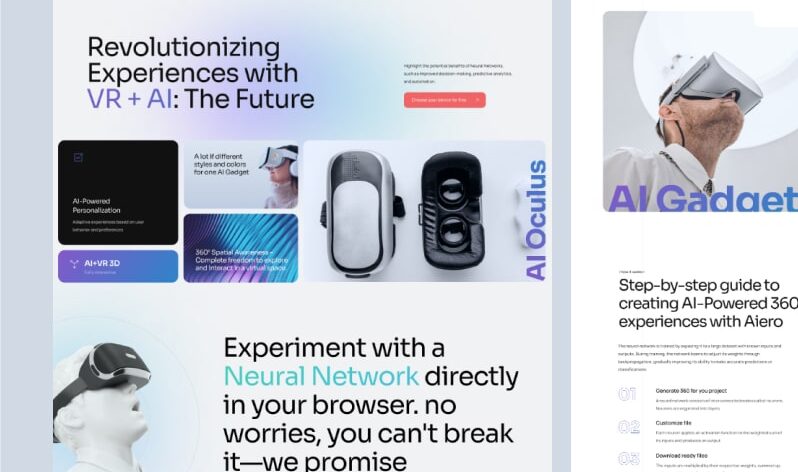 Revolutionizing
Experiences with
VR + AI: The Future
Highlight the potential benefits of Neural Networks,
such as improved decision-making, predictive analytics,
and automation.
Choose your device for free
AI-Powered
Personalization
Adaptive experiences based on user
behavior and preferences
AI+VR 3D
Fully interactive
A lot if different
styles and colors
for one AI Gadget
360° Spatial Awareness –
Complete freedom to explore
and interact in a virtual space.
AI Oculus
Experiment with a
Neural Network directly
in your browser. no
worries, you can't break
it—we promise
AI Gadget
Step-by-step guide to
creating AI-Powered 360
experiences with Aiero
The neural network is trained by exposing it to a large dataset with known inputs and
outputs. During training, the network learns to adjust its weights through
backpropagation, gradually improving its ability to make accurate predictions or
classifications.
01
Generate 360 for you project
A neural network consists of interconnected nodes called neurons.
Neurons are organized into layers
02
Customize file
Each neuron applies an activation function to the weighted sum of
its inputs and produces an output
03
Download ready files
The inputs are multiplied by their respective weights, summed up,